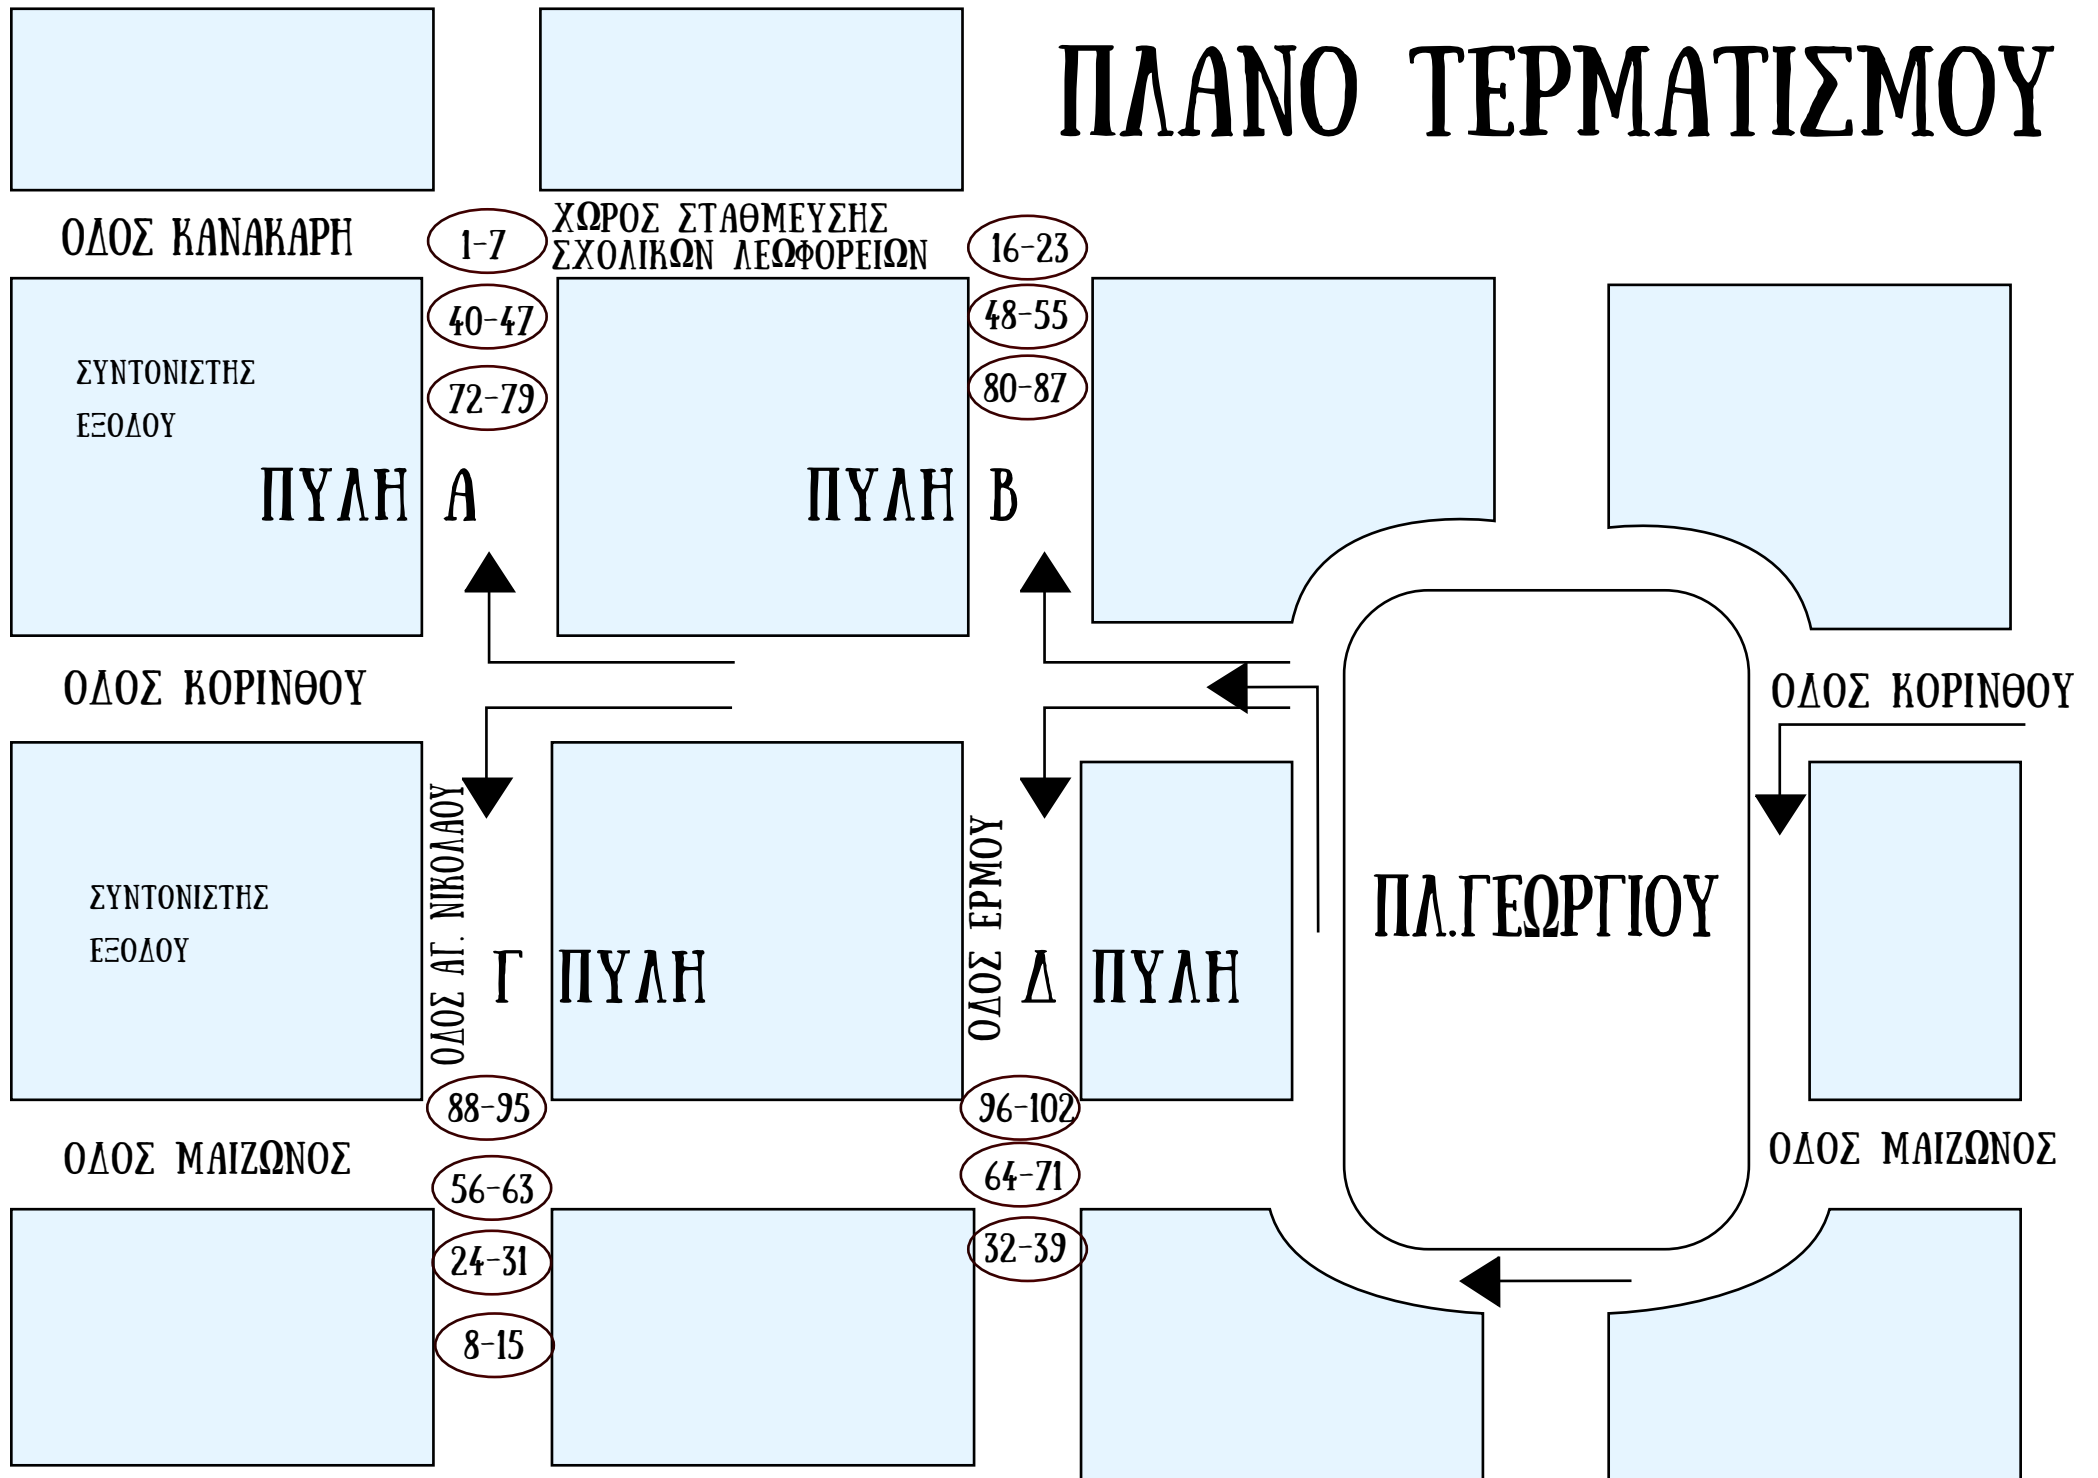 ΠΛΑΝΟ ΤΕΡΜΑΤΙΣΜΟΥ
ΟΔΟΣ ΚΑΝΑΚΑΡΗ
1-7
ΧΩΡΟΣ ΣΤΑΘΜΕΥΣΗΣ
ΣΧΟΛΙΚΩΝ ΛΕΩΦΟΡΕΙΩΝ
16-23
40-47
48-55
72-79
80-87
ΣΥΝΤΟΝΙΣΤΗΣ
ΕΞΟΔΟΥ
ΠΥΛΗ Α
ΠΥΛΗ Β
ΟΔΟΣ ΚΟΡΙΝΘΟΥ
ΟΔΟΣ ΚΟΡΙΝΘΟΥ
ΣΥΝΤΟΝΙΣΤΗΣ
ΕΞΟΔΟΥ
ΟΔΟΣ ΑΓ. ΝΙΚΟΛΑΟΥ
Γ ΠΥΛΗ
ΟΔΟΣ ΕΡΜΟΥ
Δ ΠΥΛΗ
ΠΛ.ΓΕΩΡΓΙΟΥ
88-95
96-102
ΟΔΟΣ ΜΑΙΖΩΝΟΣ
ΟΔΟΣ ΜΑΙΖΩΝΟΣ
56-63
64-71
24-31
32-39
8-15